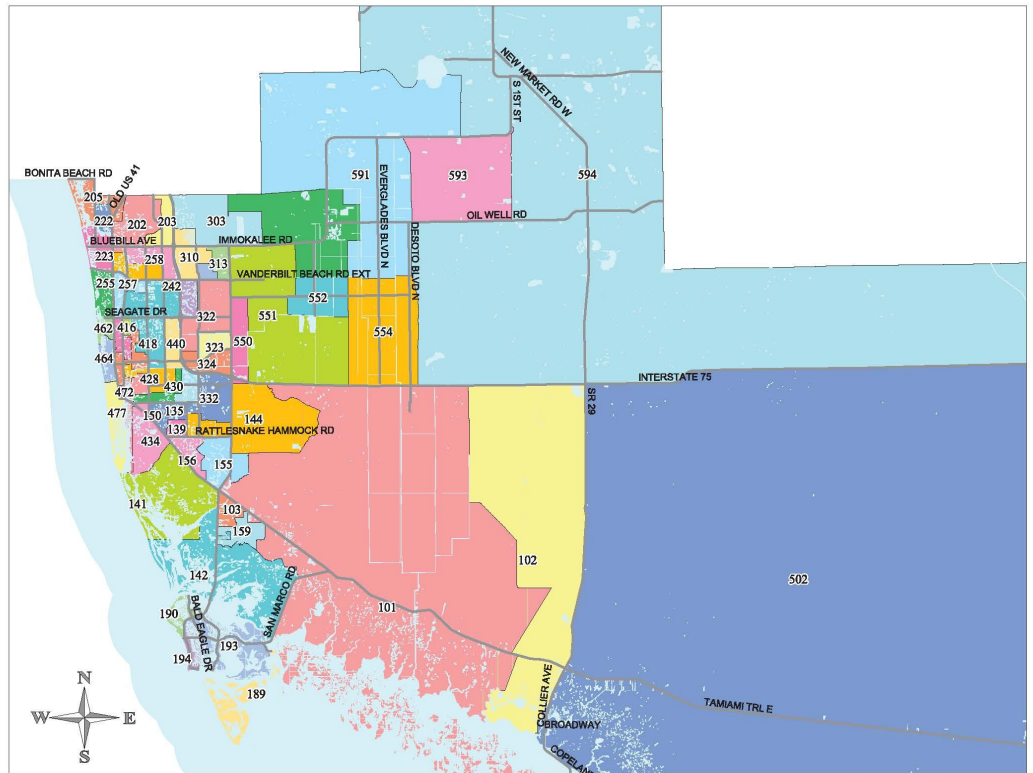 NEW MARKET RD W
S 1ST ST
BONITA BEACH RD
OLD US 41
205
222
202
203
303
591
EVERGLADES BLVD N
593
594
OIL WELL RD
DESOTO BLVD N
BLUEBILL AVE
IMMOKALEE RD
223
258
310
313
VANDERBILT BEACH RD EXT
255
257
242
552
SEAGATE DR
322
551
462
416
418
440
323
550
554
464
324
428
430
472
INTERSTATE 75
332
SR 29
477
150
135
144
139
RATTLESNAKE HAMMOCK RD
434
156
155
141
103
159
102
142
502
190
BALD EAGLE DR
SAN MARCO RD
101
193
194
189
COLLIER AVE
TAMIAMI TRL E
BROADWAY
COPELAN
N
W
E
S